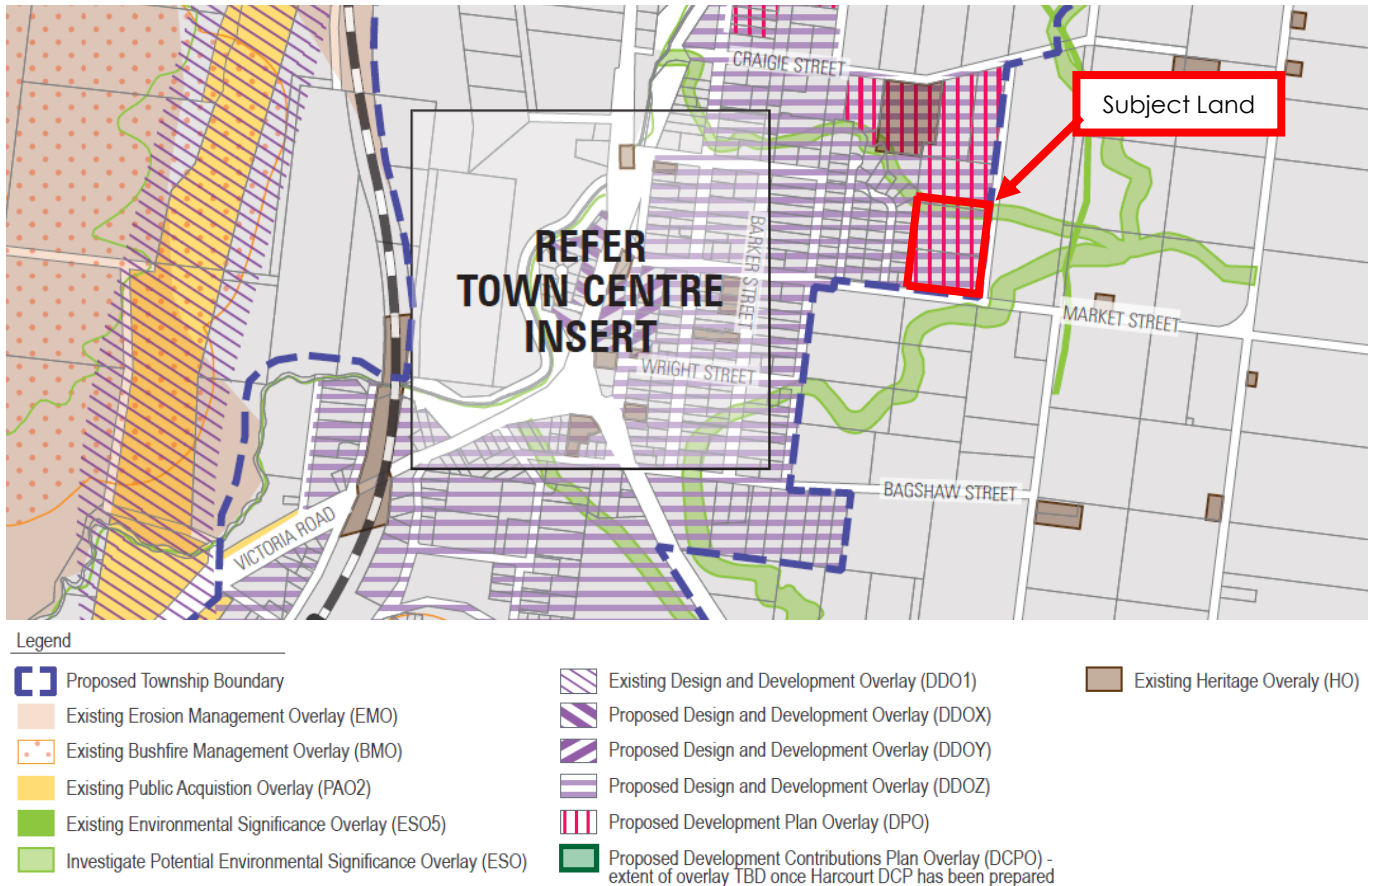 CRAIGIE STREET
Subject Land
REFER
TOWN CENTRE
INSERT
BARKER STREET
WRIGHT STREET
MARKET STREET
BAGSHAW STREET
VICTORIA ROAD
Legend
Proposed Township Boundary
Existing Erosion Management Overlay (EMO)
Existing Bushfire Management Overlay (BMO)
Existing Public Acquistion Overlay (PAO2)
Existing Environmental Significance Overlay (ESO5)
Investigate Potential Environmental Significance Overlay (ESO)
Existing Design and Development Overlay (DDO1)
Proposed Design and Development Overlay (DDOX)
Proposed Design and Development Overlay (DDOY)
Proposed Design and Development Overlay (DDOZ)
Proposed Development Plan Overlay (DPO)
Proposed Development Contributions Plan Overlay (DCPO) -
extent of overlay TBD once Harcourt DCP has been prepared
Existing Heritage Overaly (HO)